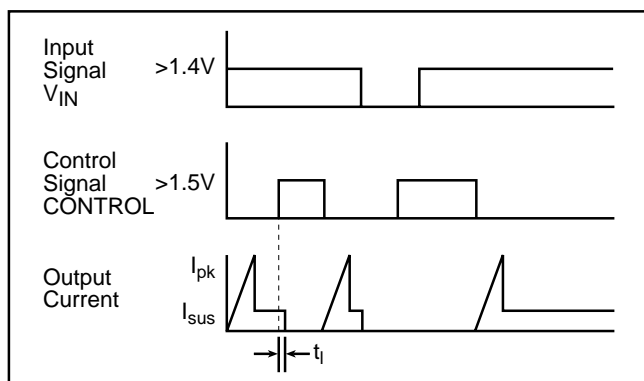 Input
Signal >1.4V
VIN
Control
Signal >1.5V
CONTROL
Output
Current
Ipk
Isus
tl